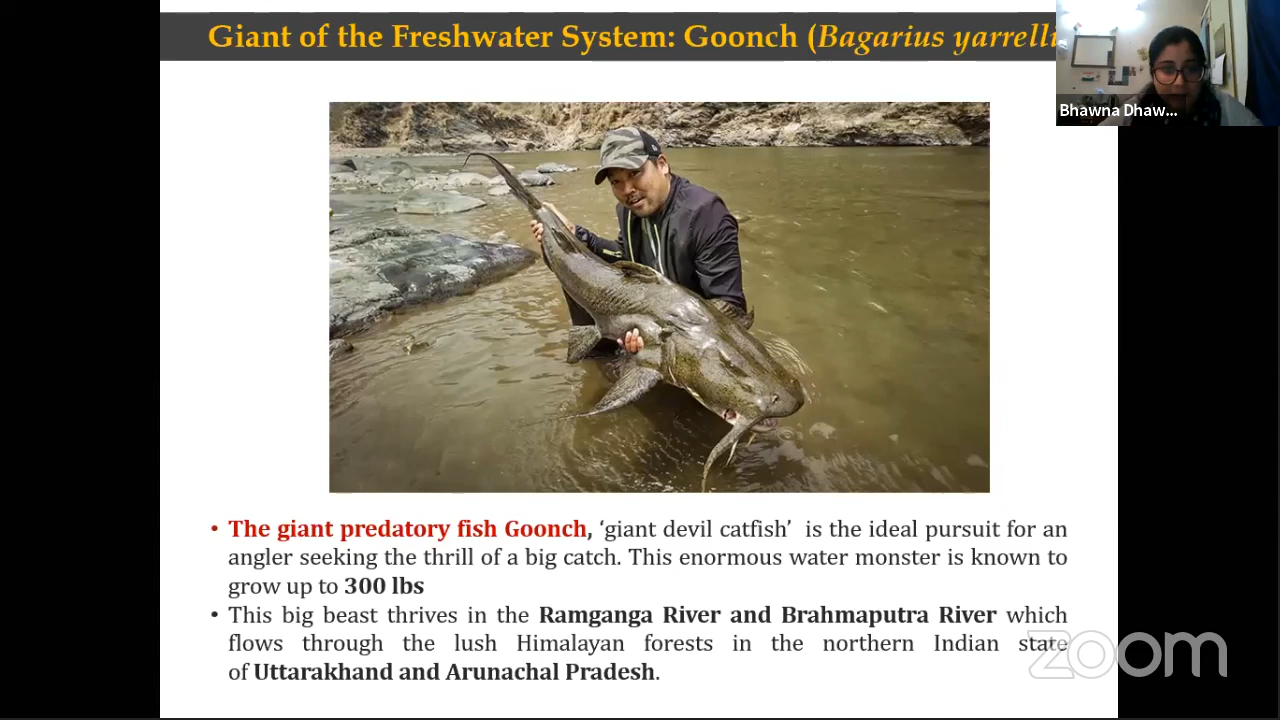 Giant of the Freshwater System: Goonch (Bagarius yarrelli
Bhawna Dhaw...
• The giant predatory fish Goonch, ‘giant devil catfish’ is the ideal pursuit for an
angler seeking the thrill of a big catch. This enormous water monster is known to
grow up to 300 lbs
• This big beast thrives in the Ramganga River and Brahmaputra River which
flows through the lush Himalayan forests in the northern Indian state
of Uttarakhand and Arunachal Pradesh.
zoom